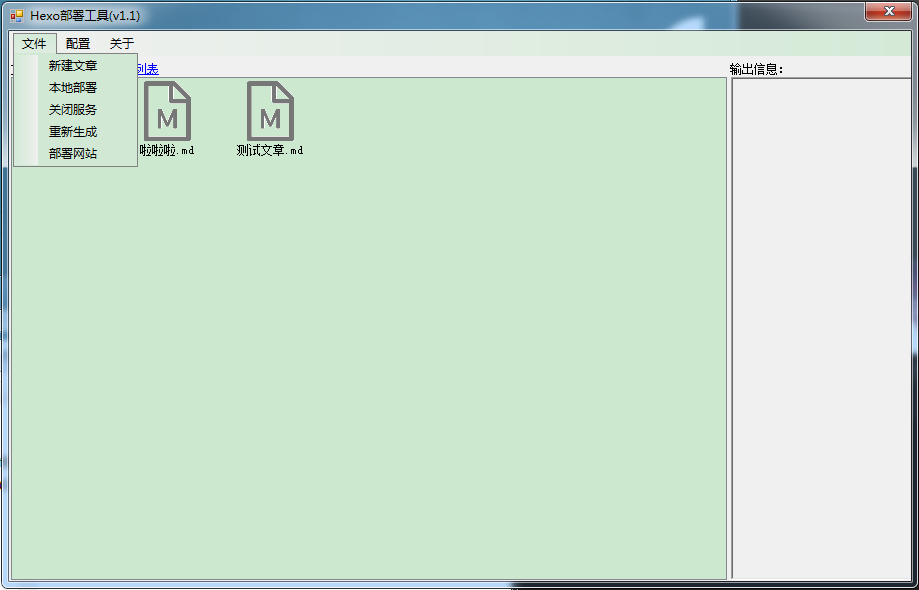 Hexo部署工具(v1.1)
文件 配置 关于
新建文章
本地部署
关闭服务
重新生成
部署网站
列表
输出信息:
啦啦啦.md 测试文章.md